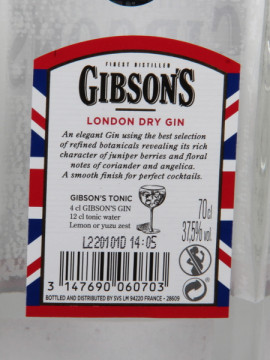 FINEST DISTILLED
GIBSON'S
LONDON DRY GIN
An elegant Gin using the best selection
of refined botanicals revealing its rich
character of juniper berries and floral
notes of coriander and angelica.
A smooth finish for perfect cocktails.
GIBSON'S TONIC
4 cl GIBSON'S GIN
12 cl tonic water
Lemon or yuzu zest
70cl
37,5% vol.
L220101D 14:05
3 147690 060703
BOTTLED AND DISTRIBUTED BY SVS LM 94220 FRANCE - 28609